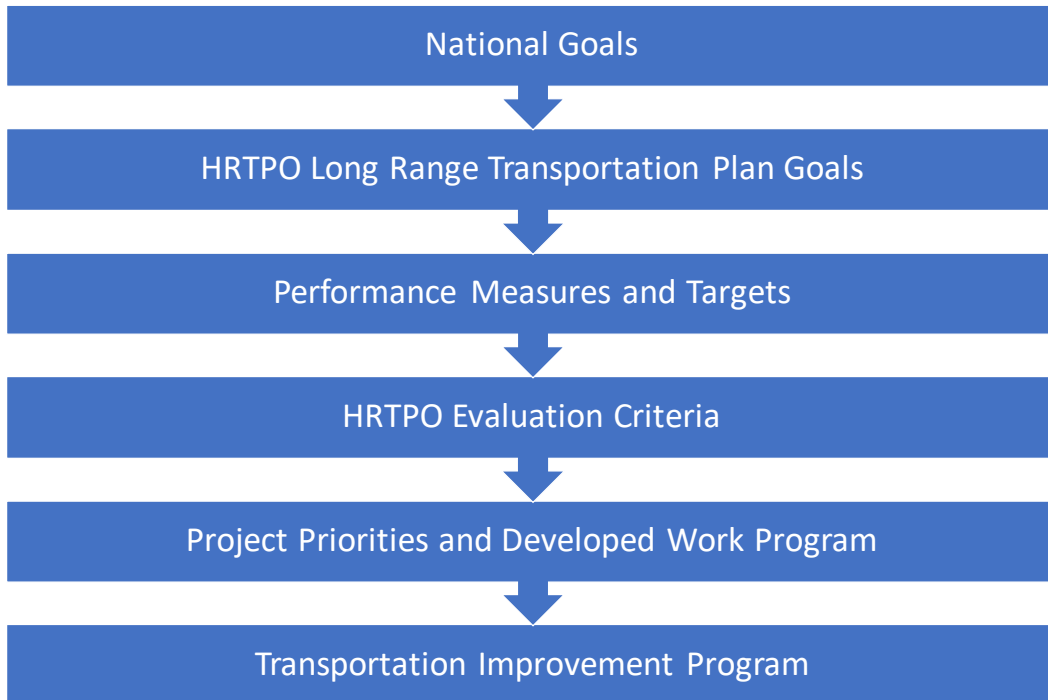 National Goals
HRTPO Long Range Transportation Plan Goals
Performance Measures and Targets
HRTPO Evaluation Criteria
Project Priorities and Developed Work Program
Transportation Improvement Program